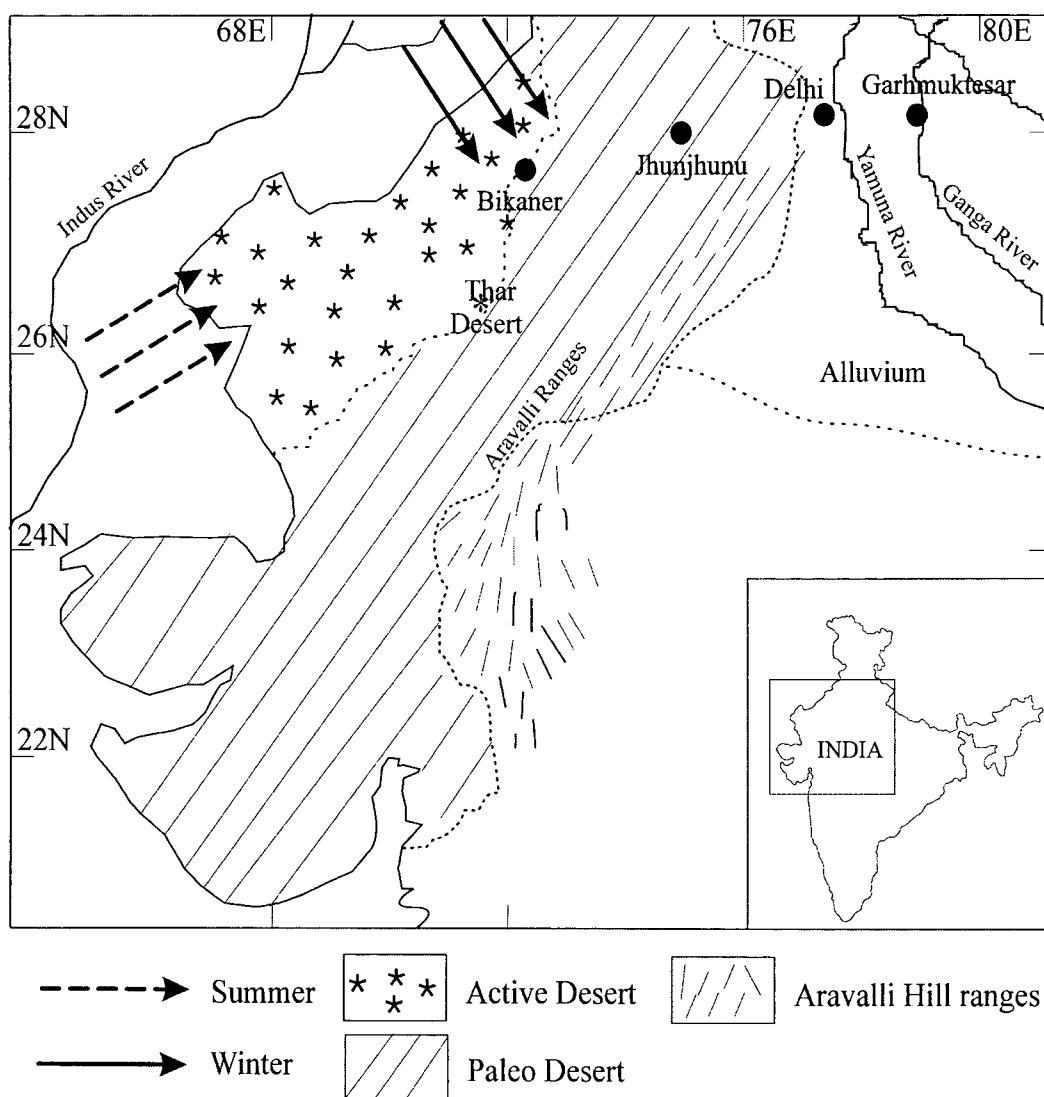 68E
76E
80E
28N
Delhi
Garhmuktesar
Jhunjhunu
Bikaner
Indus River
Yamuna River
Ganga River
Thar
Desert
26N
Aravalli Ranges
Alluvium
24N
22N
INDIA
Summer
Active Desert
Aravalli Hill ranges
Winter
Paleo Desert